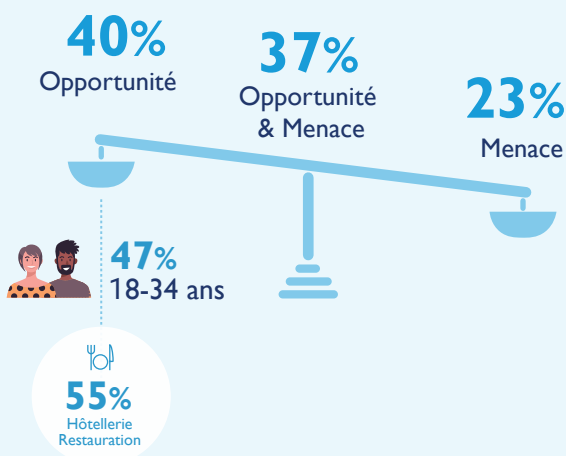 40%
Opportunité
37%
Opportunité
& Menace
23%
Menace
47%
18-34 ans
55%
Hôtellerie
Restauration